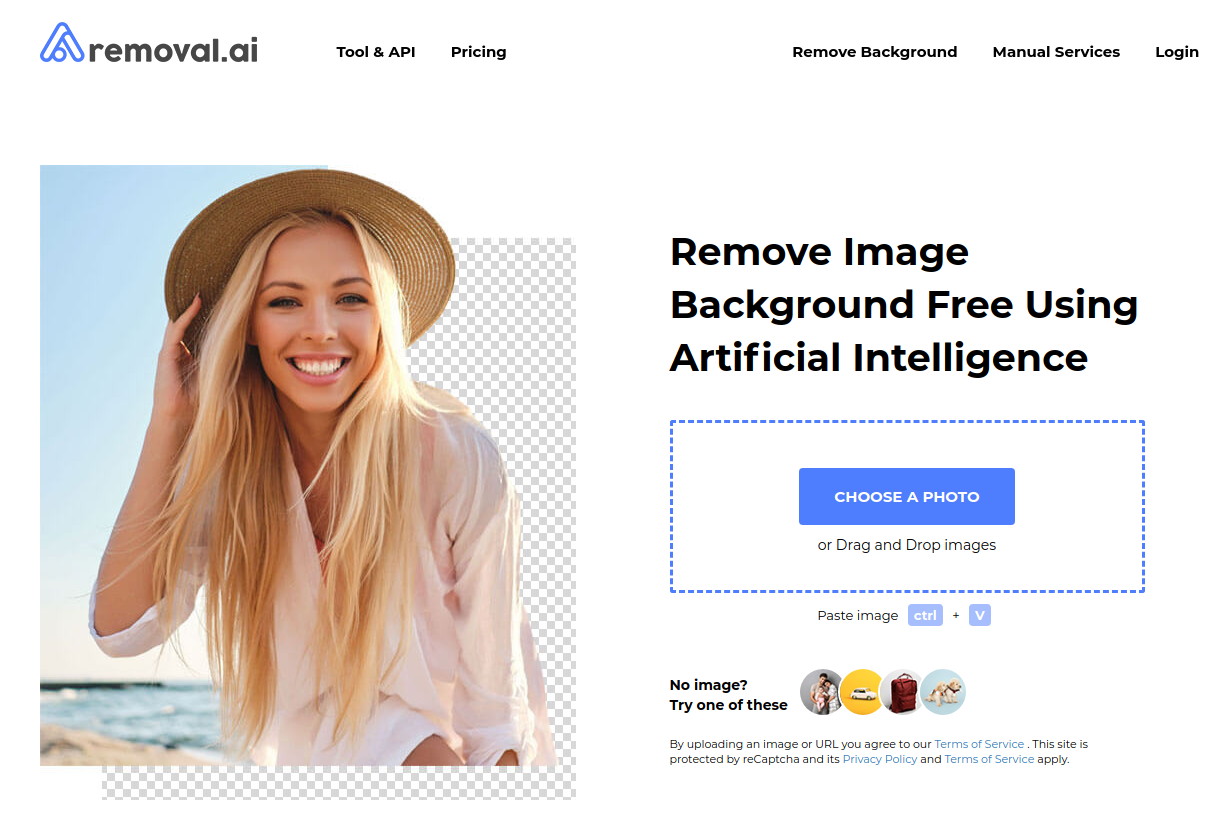 removal.ai
Tool & API
Pricing
Remove Background
Manual Services
Login
Remove Image
Background Free Using
Artificial Intelligence
CHOOSE A PHOTO
or Drag and Drop images
Paste image ctrl + V
No image?
Try one of these
By uploading an image or URL you agree to our Terms of Service . This site is
protected by reCaptcha and its Privacy Policy and Terms of Service apply.